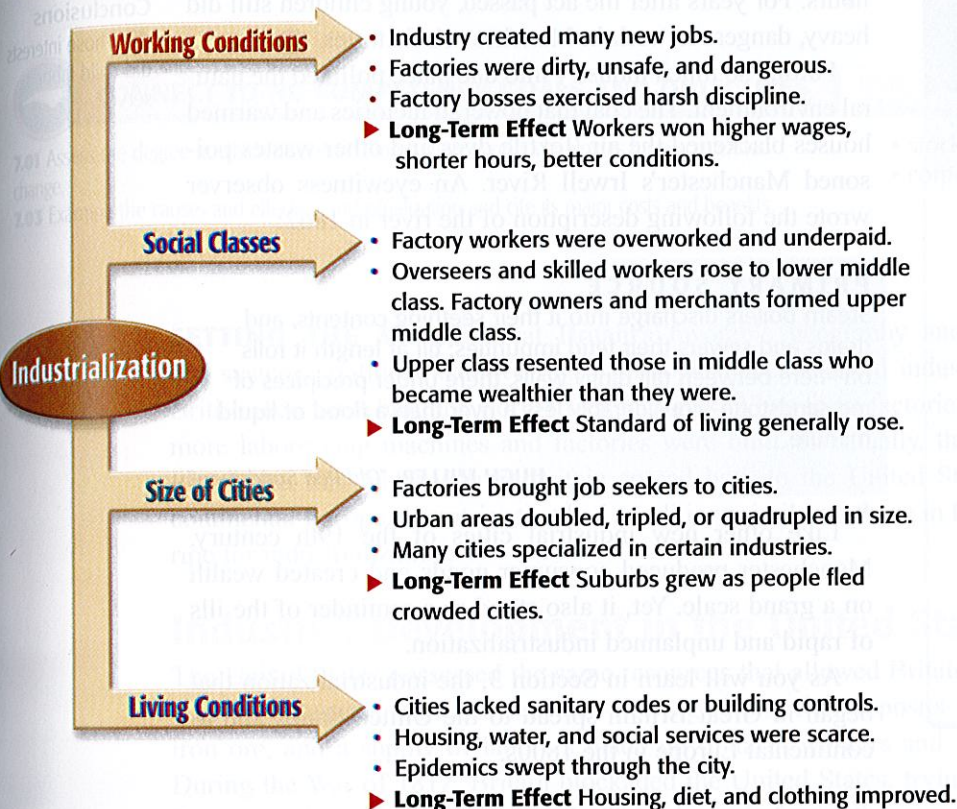 Working Conditions
• Industry created many new jobs.
• Factories were dirty, unsafe, and dangerous.
• Factory bosses exercised harsh discipline.
▶ Long-Term Effect Workers won higher wages,
shorter hours, better conditions.
Social Classes
• Factory workers were overworked and underpaid.
• Overseers and skilled workers rose to lower middle
class. Factory owners and merchants formed upper
middle class.
• Upper class resented those in middle class who
became wealthier than they were.
▶ Long-Term Effect Standard of living generally rose.
Industrialization
Size of Cities
• Factories brought job seekers to cities.
• Urban areas doubled, tripled, or quadrupled in size.
• Many cities specialized in certain industries.
▶ Long-Term Effect Suburbs grew as people fled
crowded cities.
Living Conditions
• Cities lacked sanitary codes or building controls.
• Housing, water, and social services were scarce.
• Epidemics swept through the city.
▶ Long-Term Effect Housing, diet, and clothing improved.